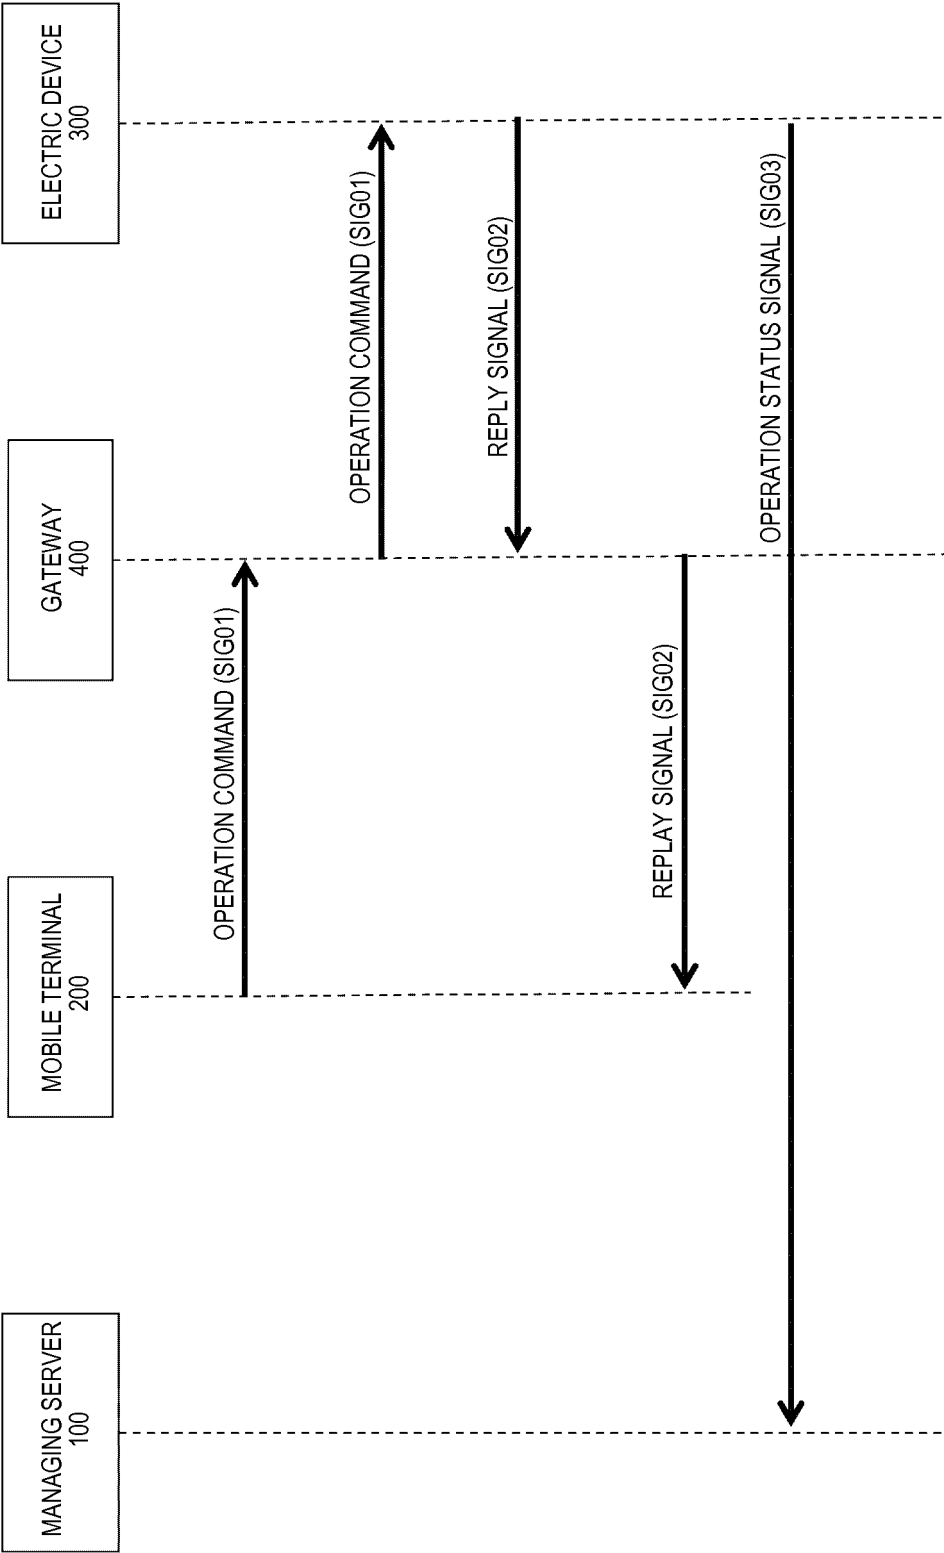 MANAGING SERVER
100
MOBILE TERMINAL
200
GATEWAY
400
ELECTRIC DEVICE
300
OPERATION COMMAND (SIG01)
OPERATION COMMAND (SIG01)
REPLY SIGNAL (SIG02)
REPLAY SIGNAL (SIG02)
OPERATION STATUS SIGNAL (SIG03)